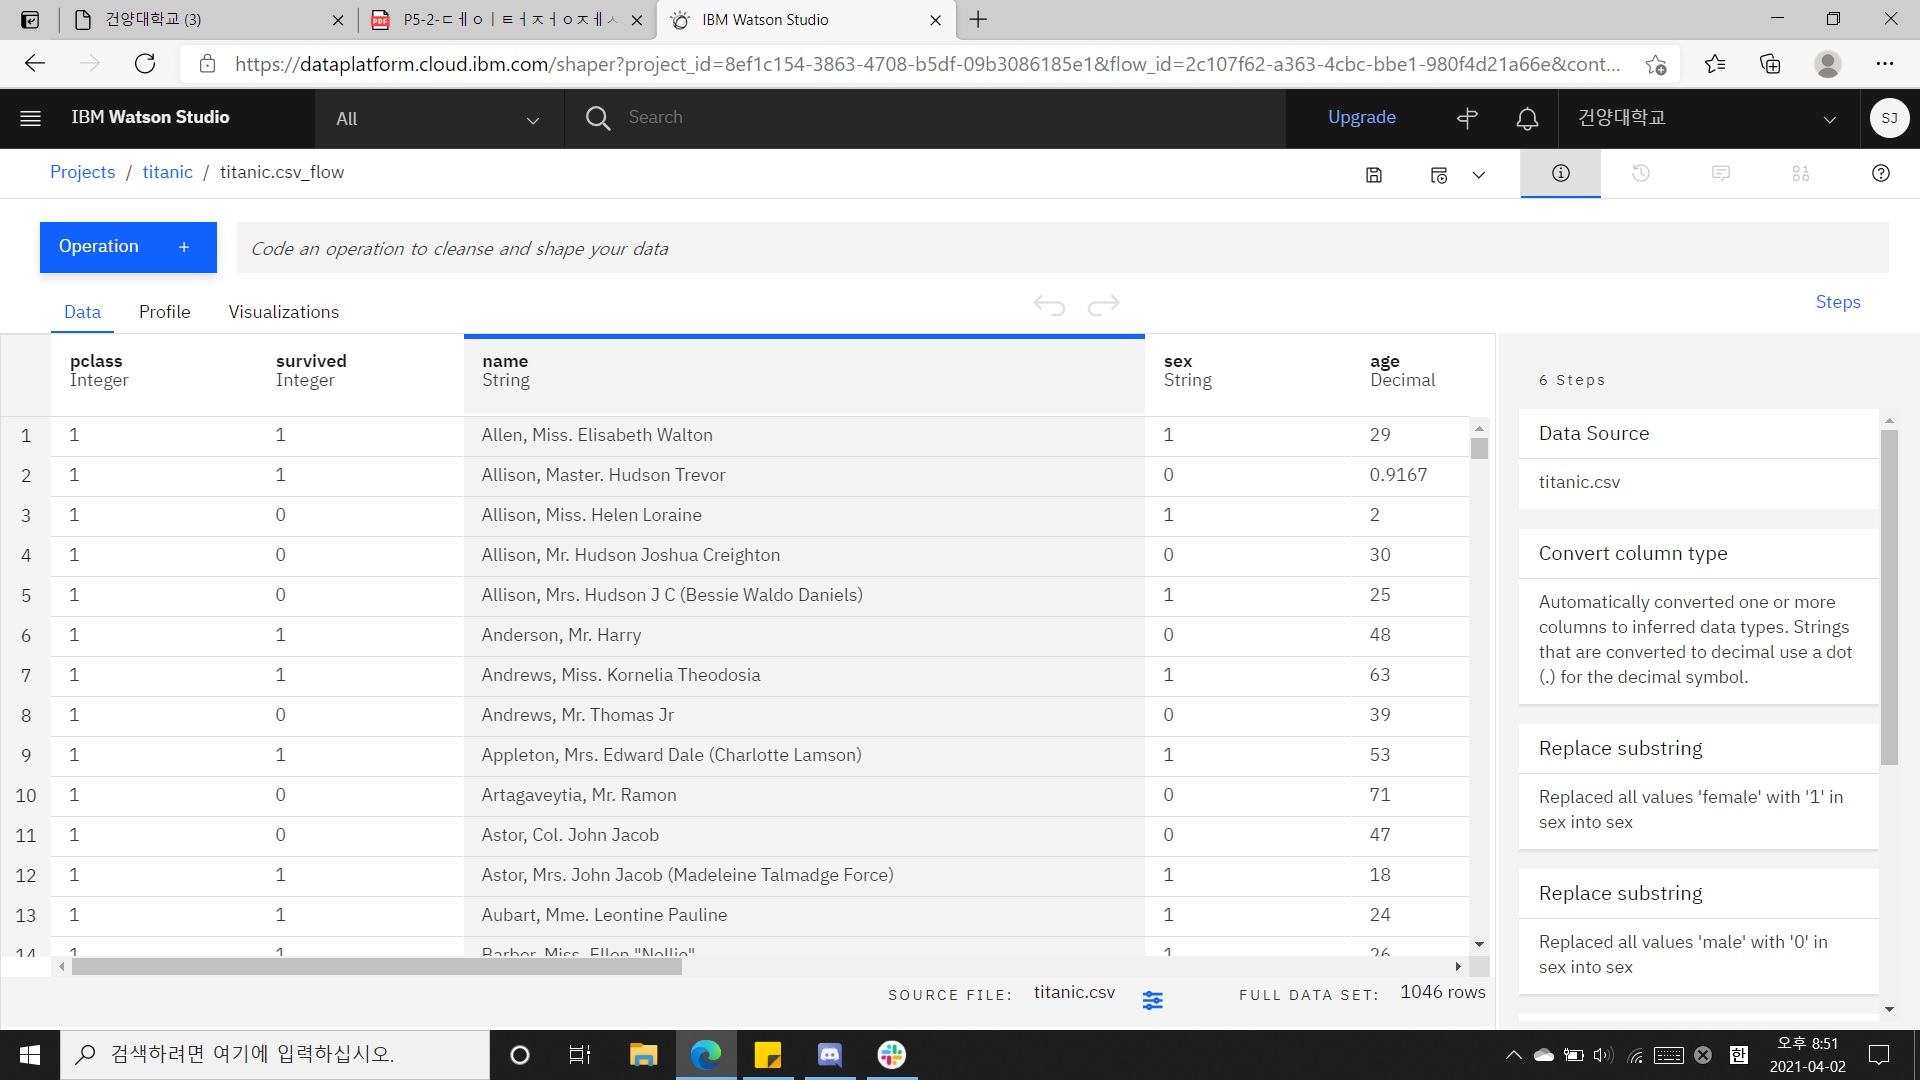 건양대학교 (3)
P5-2-ㄷㅔㅇㅣㅌㅓㅈㅓㅇㅈㅔㅅ
IBM Watson Studio
https://dataplatform.cloud.ibm.com/shaper?project_id=8ef1c154-3863-4708-b5df-09b3086185e1&flow_id=2c107f62-a363-4cbc-bbe1-980f4d21a66e&cont...
IBM Watson Studio
All
Search
Upgrade
건양대학교
SJ
Projects / titanic / titanic.csv_flow
Operation +
Code an operation to cleanse and shape your data
Data Profile Visualizations
Steps
pclass survived name sex age
Integer Integer String String Decimal
1 1 1 Allen, Miss. Elisabeth Walton 1 29
2 1 1 Allison, Master. Hudson Trevor 0 0.9167
3 1 0 Allison, Miss. Helen Loraine 1 2
4 1 0 Allison, Mr. Hudson Joshua Creighton 0 30
5 1 0 Allison, Mrs. Hudson J C (Bessie Waldo Daniels) 1 25
6 1 1 Anderson, Mr. Harry 0 48
7 1 1 Andrews, Miss. Kornelia Theodosia 1 63
8 1 0 Andrews, Mr. Thomas Jr 0 39
9 1 1 Appleton, Mrs. Edward Dale (Charlotte Lamson) 1 53
10 1 0 Artagaveytia, Mr. Ramon 0 71
11 1 0 Astor, Col. John Jacob 0 47
12 1 1 Astor, Mrs. John Jacob (Madeleine Talmadge Force) 1 18
13 1 1 Aubart, Mme. Leontine Pauline 1 24
14 1 1 Barber, Miss. Ellen "Nellie" 1 26
6 Steps
Data Source
titanic.csv
Convert column type
Automatically converted one or more
columns to inferred data types. Strings
that are converted to decimal use a dot
(.) for the decimal symbol.
Replace substring
Replaced all values 'female' with '1' in
sex into sex
Replace substring
Replaced all values 'male' with '0' in
sex into sex
SOURCE FILE: titanic.csv
FULL DATA SET: 1046 rows
검색하려면 여기에 입력하십시오.
한
오후 8:51
2021-04-02